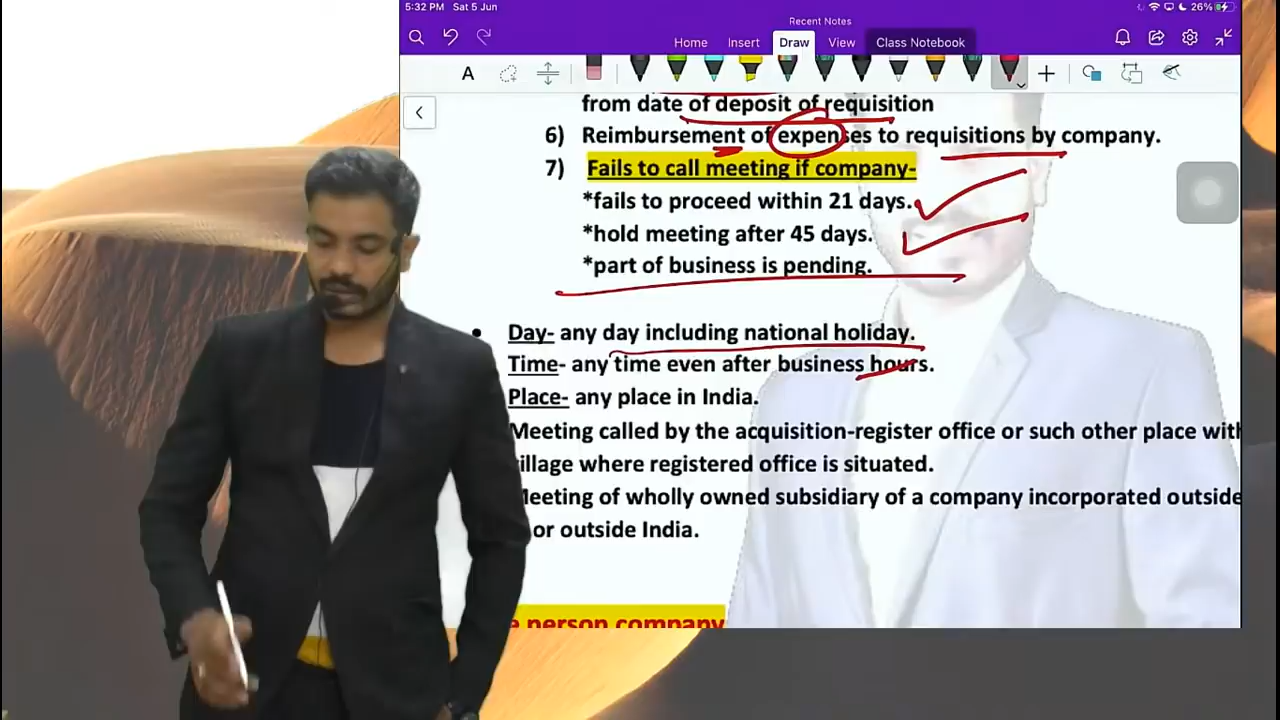 5:32 PM Sat 5 Jun
26%
Recent Notes
Home Insert Draw View Class Notebook
A
from date of deposit of requisition
6) Reimbursement of expenses to requisitions by company.
7) Fails to call meeting if company-
*fails to proceed within 21 days.
*hold meeting after 45 days.
*part of business is pending.
• Day- any day including national holiday.
Time- any time even after business hours.
Place- any place in India.
Meeting called by the acquisition-register office or such other place with
illage where registered office is situated.
Meeting of wholly owned subsidiary of a company incorporated outside
or outside India.
person company